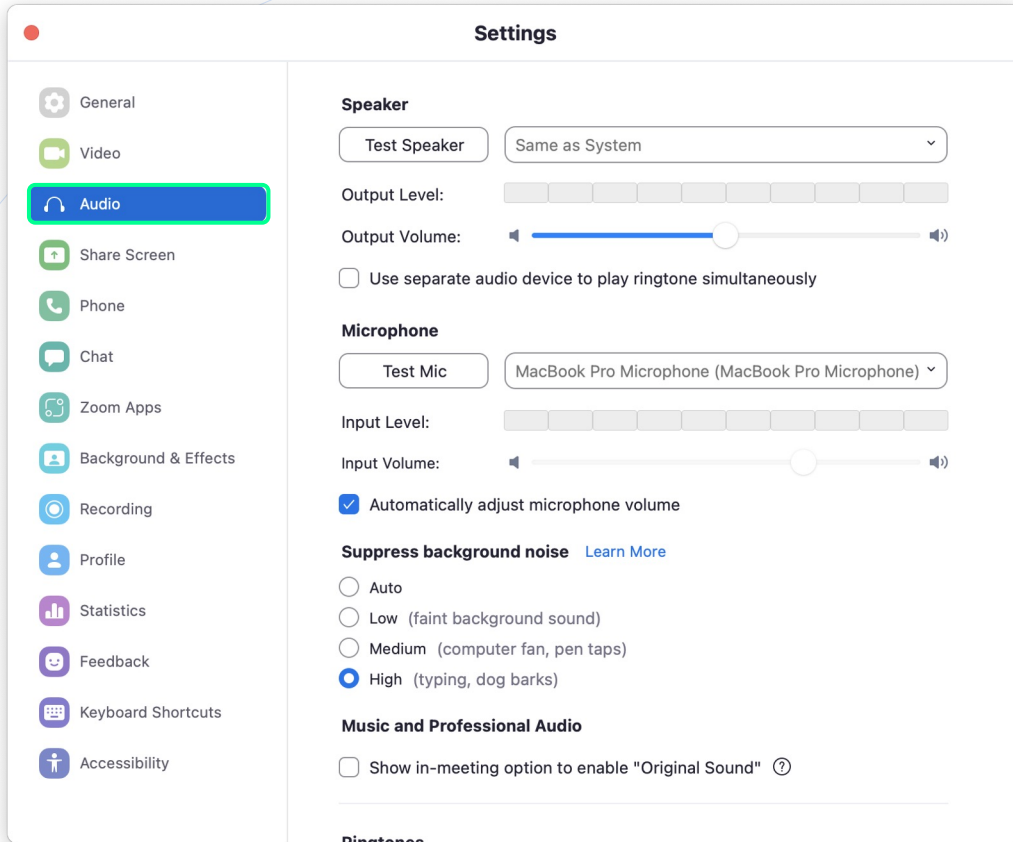 Settings
General
Video
Audio
Share Screen
Phone
Chat
Zoom Apps
Background & Effects
Recording
Profile
Statistics
Feedback
Keyboard Shortcuts
Accessibility
Speaker
Test Speaker Same as System
Output Level:
Output Volume:
Use separate audio device to play ringtone simultaneously
Microphone
Test Mic MacBook Pro Microphone (MacBook Pro Microphone)
Input Level:
Input Volume:
Automatically adjust microphone volume
Suppress background noise Learn More
Auto
Low (faint background sound)
Medium (computer fan, pen taps)
High (typing, dog barks)
Music and Professional Audio
Show in-meeting option to enable "Original Sound" ?
Ringtones